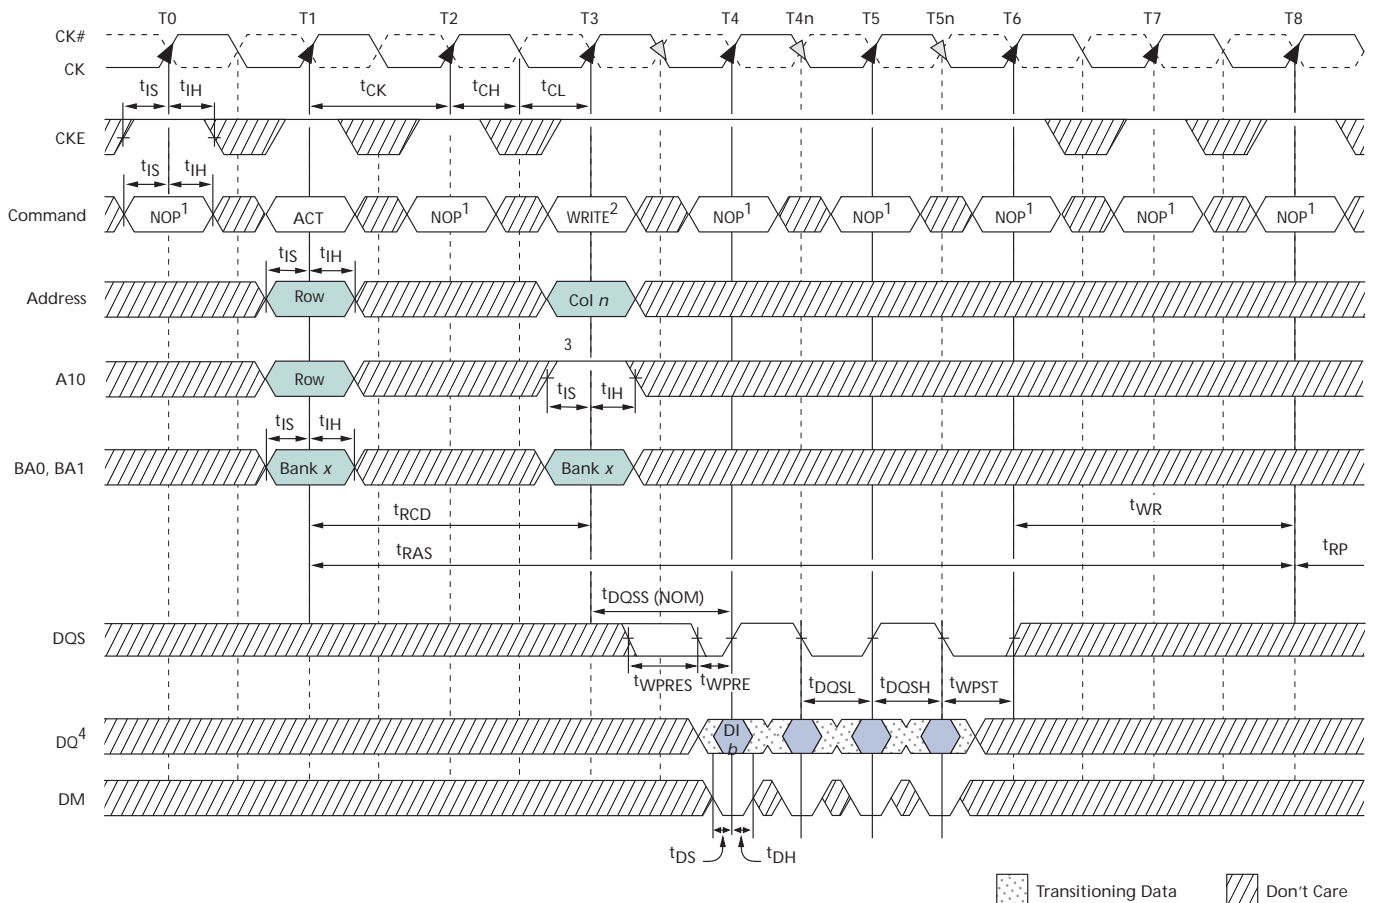 T0 T1 T2 T3 T4 T4n T5 T5n T6 T7 T8
CK#
CK
tIS tIH tCK tCH tCL
CKE
tIS tIH
Command NOP1 ACT NOP1 WRITE2 NOP1 NOP1 NOP1 NOP1 NOP1
tIS tIH
Address Row Col n
3
A10 Row
tIS tIH
tIS tIH
BA0, BA1 Bank x Bank x
tRCD tWR
tRAS tRP
tDQSS (NOM)
DQS
tWPRES tWPRE tDQSL tDQSH tWPST
DQ4 DI
b
DM
tDS tDH
Transitioning Data Don't Care